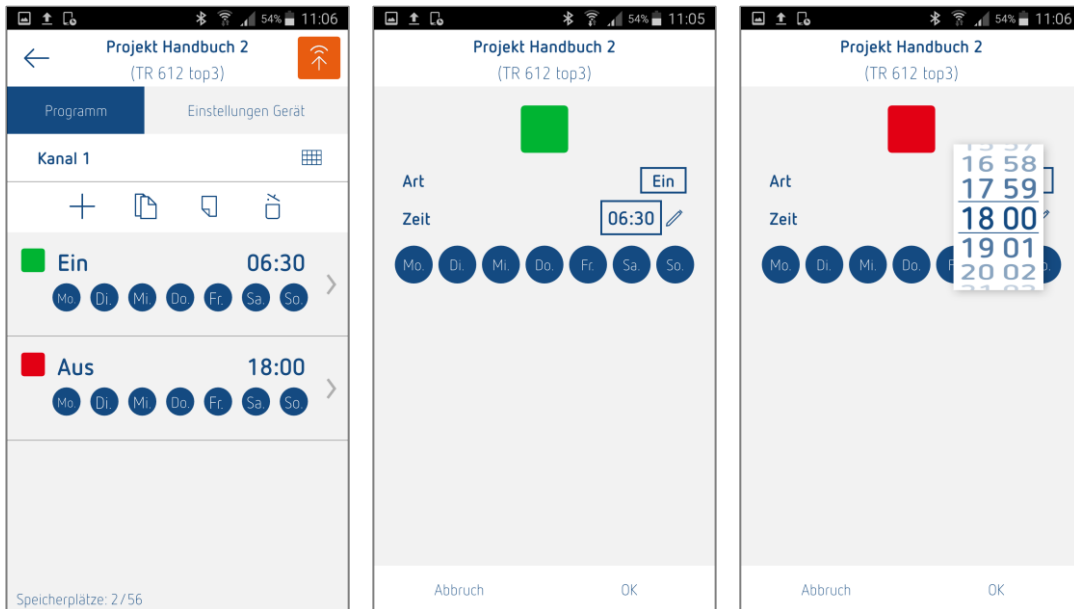 54% 11:06
Projekt Handbuch 2
(TR 612 top3)
Programm Einstellungen Gerät
Kanal 1
Ein 06:30
Mo. Di. Mi. Do. Fr. Sa. So.
Aus 18:00
Mo. Di. Mi. Do. Fr. Sa. So.
Speicherplätze: 2/56
54% 11:05
Projekt Handbuch 2
(TR 612 top3)
Art Ein
Zeit 06:30
Mo. Di. Mi. Do. Fr. Sa. So.
Abbruch OK
54% 11:06
Projekt Handbuch 2
(TR 612 top3)
16 58
Art 17 59
Zeit 18 00
19 01
Mo. Di. Mi. Do.
20 02
Abbruch OK